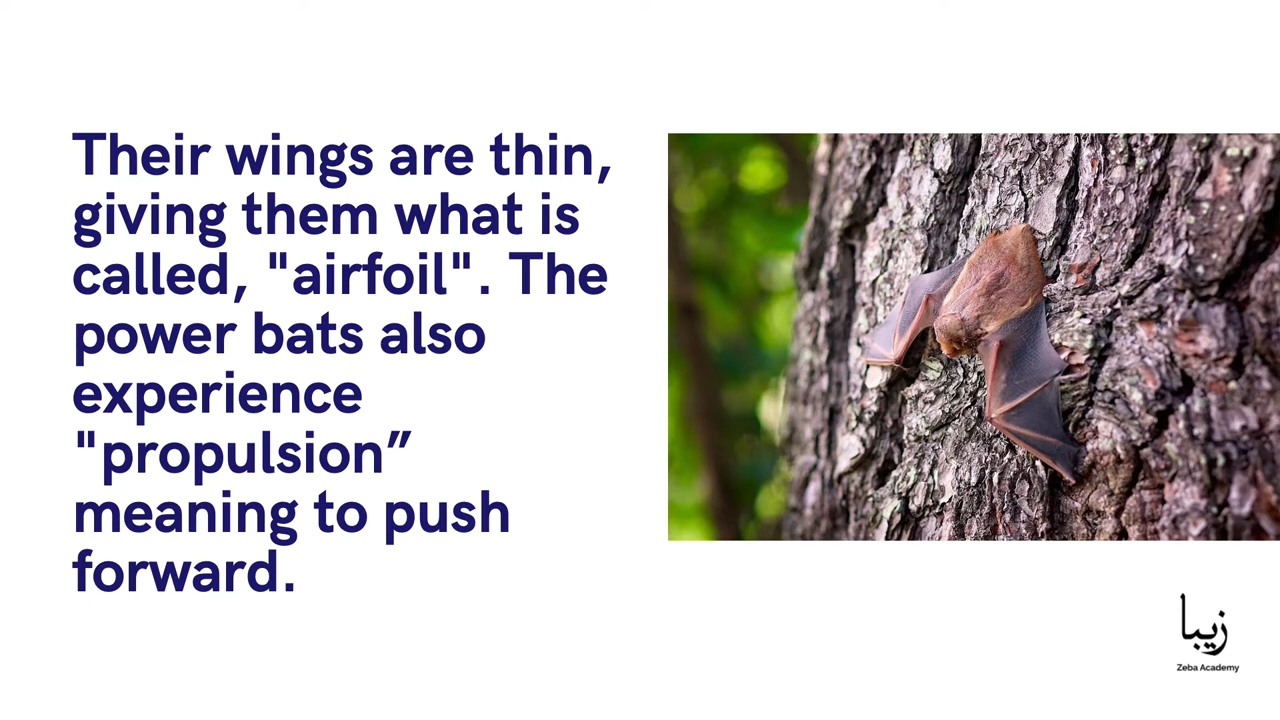 Their wings are thin,
giving them what is
called, "airfoil". The
power bats also
experience
"propulsion”
meaning to push
forward.
زيبا
Zeba Academy